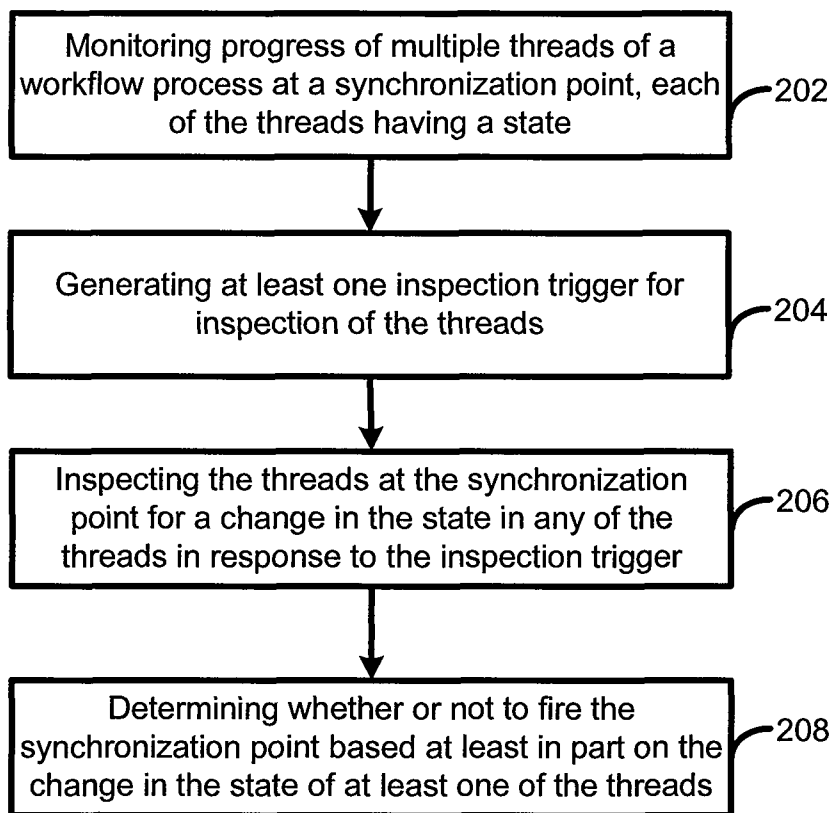 Monitoring progress of multiple threads of a
workflow process at a synchronization point, each
of the threads having a state
202
Generating at least one inspection trigger for
inspection of the threads
204
Inspecting the threads at the synchronization
point for a change in the state in any of the
threads in response to the inspection trigger
206
Determining whether or not to fire the
synchronization point based at least in part on the
change in the state of at least one of the threads
208